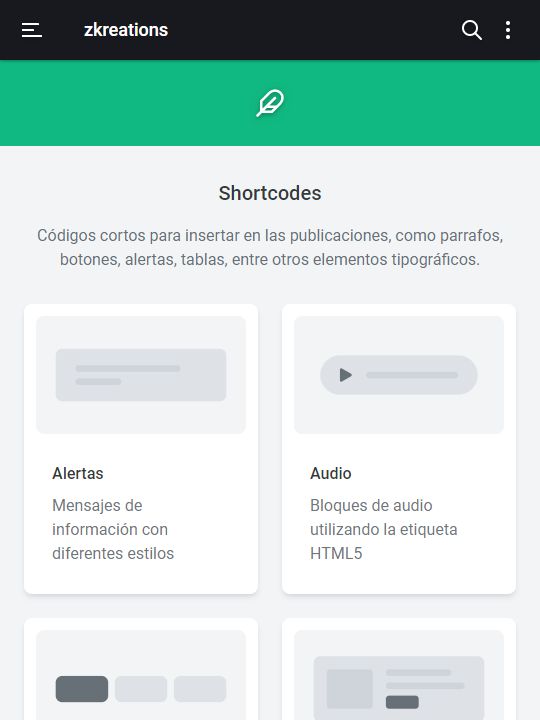 zkreations
Shortcodes
Códigos cortos para insertar en las publicaciones, como parrafos,
botones, alertas, tablas, entre otros elementos tipográficos.
Alertas
Mensajes de
información con
diferentes estilos
Audio
Bloques de audio
utilizando la etiqueta
HTML5